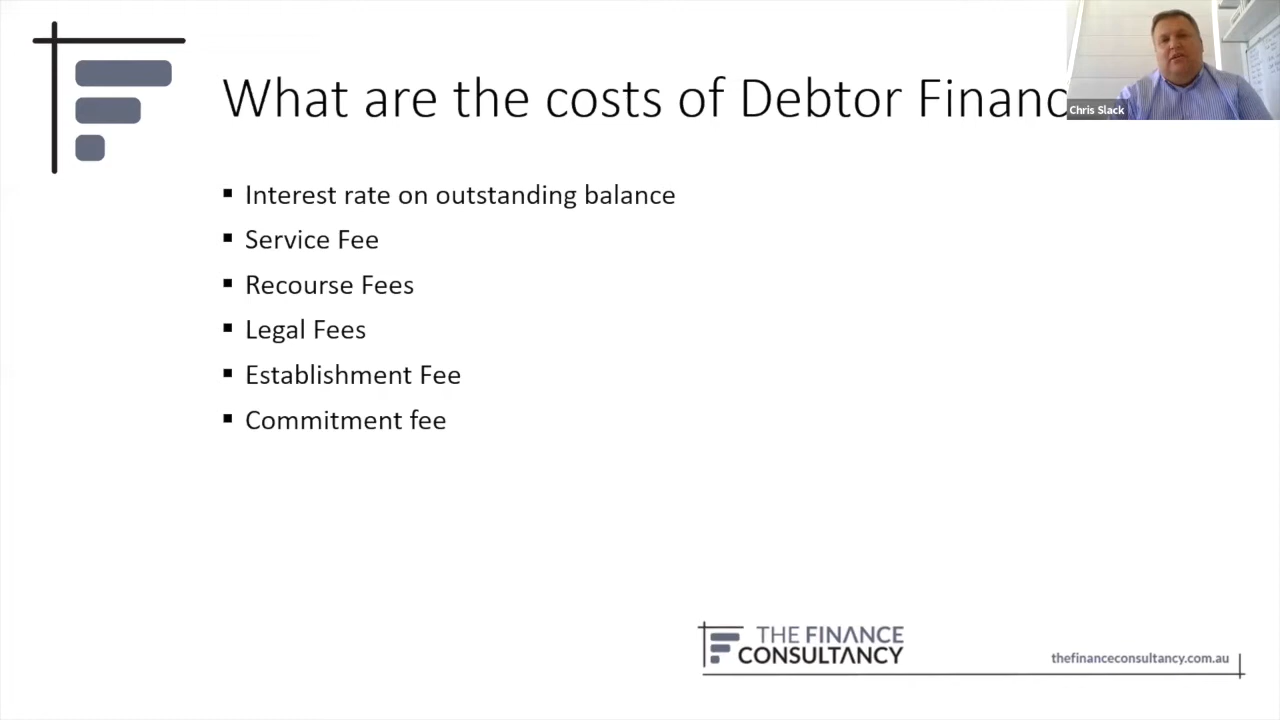 What are the costs of Debtor Financ
Chris Slack
▪ Interest rate on outstanding balance
▪ Service Fee
▪ Recourse Fees
▪ Legal Fees
▪ Establishment Fee
▪ Commitment fee
THE FINANCE
CONSULTANCY
thefinanceconsultancy.com.au